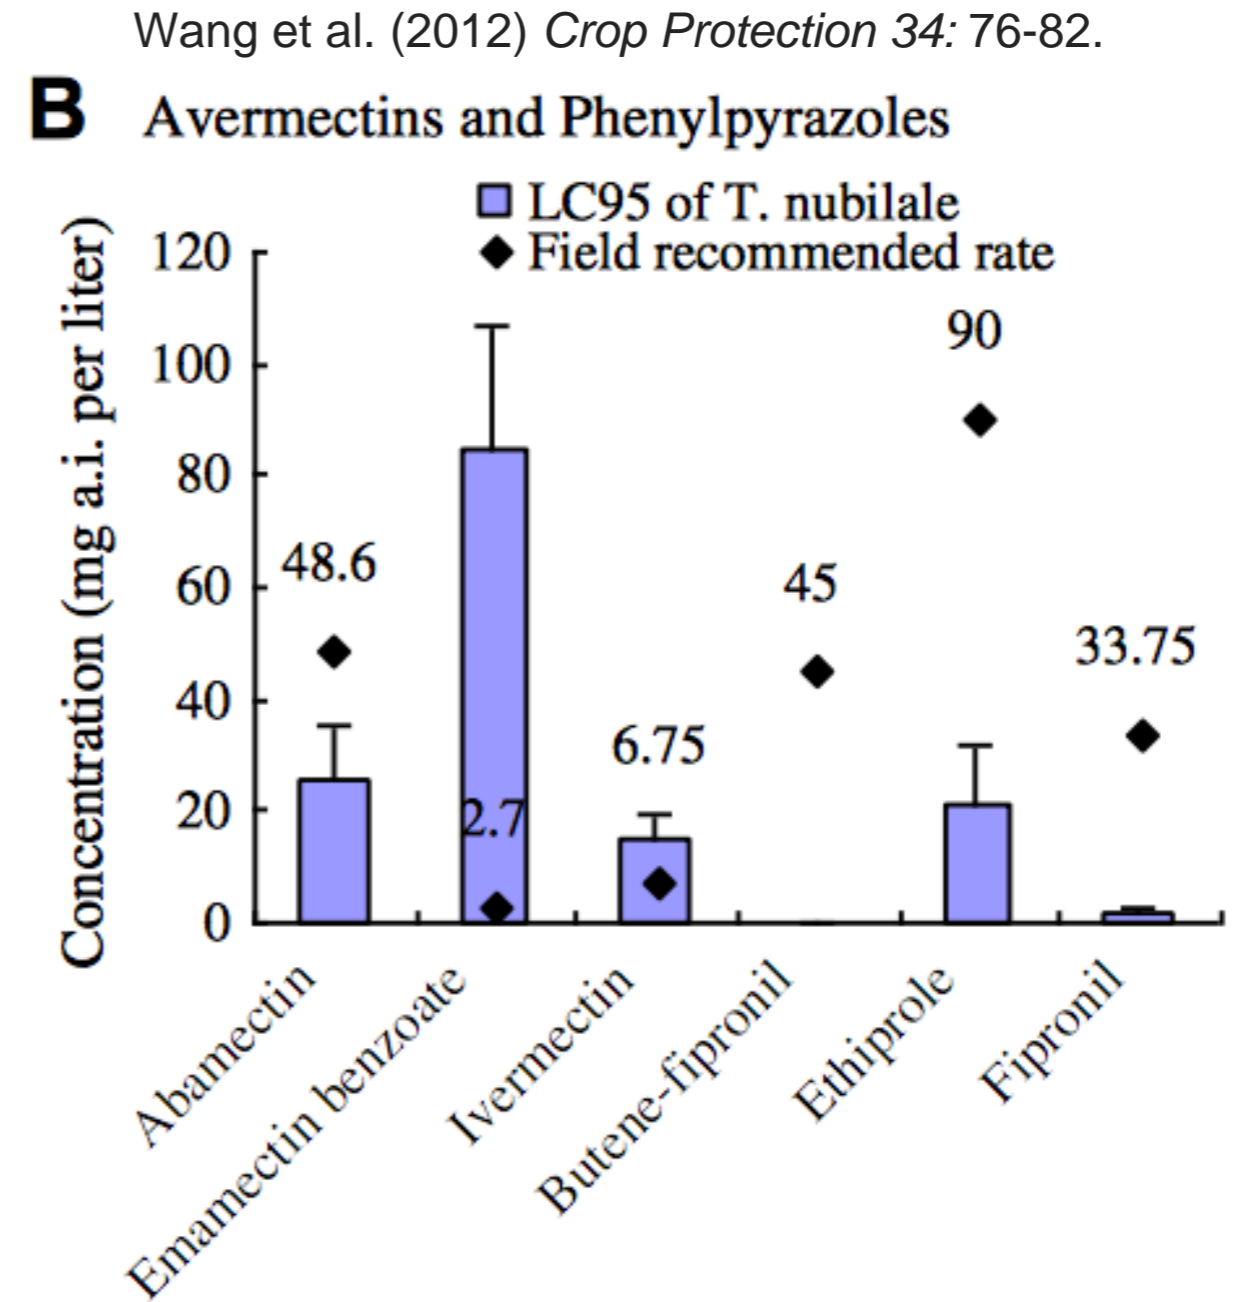 Wang et al. (2012) Crop Protection 34: 76-82.
B Avermectins and Phenylpyrazoles
LC95 of T. nubilale
Field recommended rate
Concentration (mg a.i. per liter)
120
100
80
60
40
20
0
48.6
2.7
6.75
45
90
33.75
Abamectin
Emamectin benzoate
Ivermectin
Butene-fipronil
Ethiprole
Fipronil